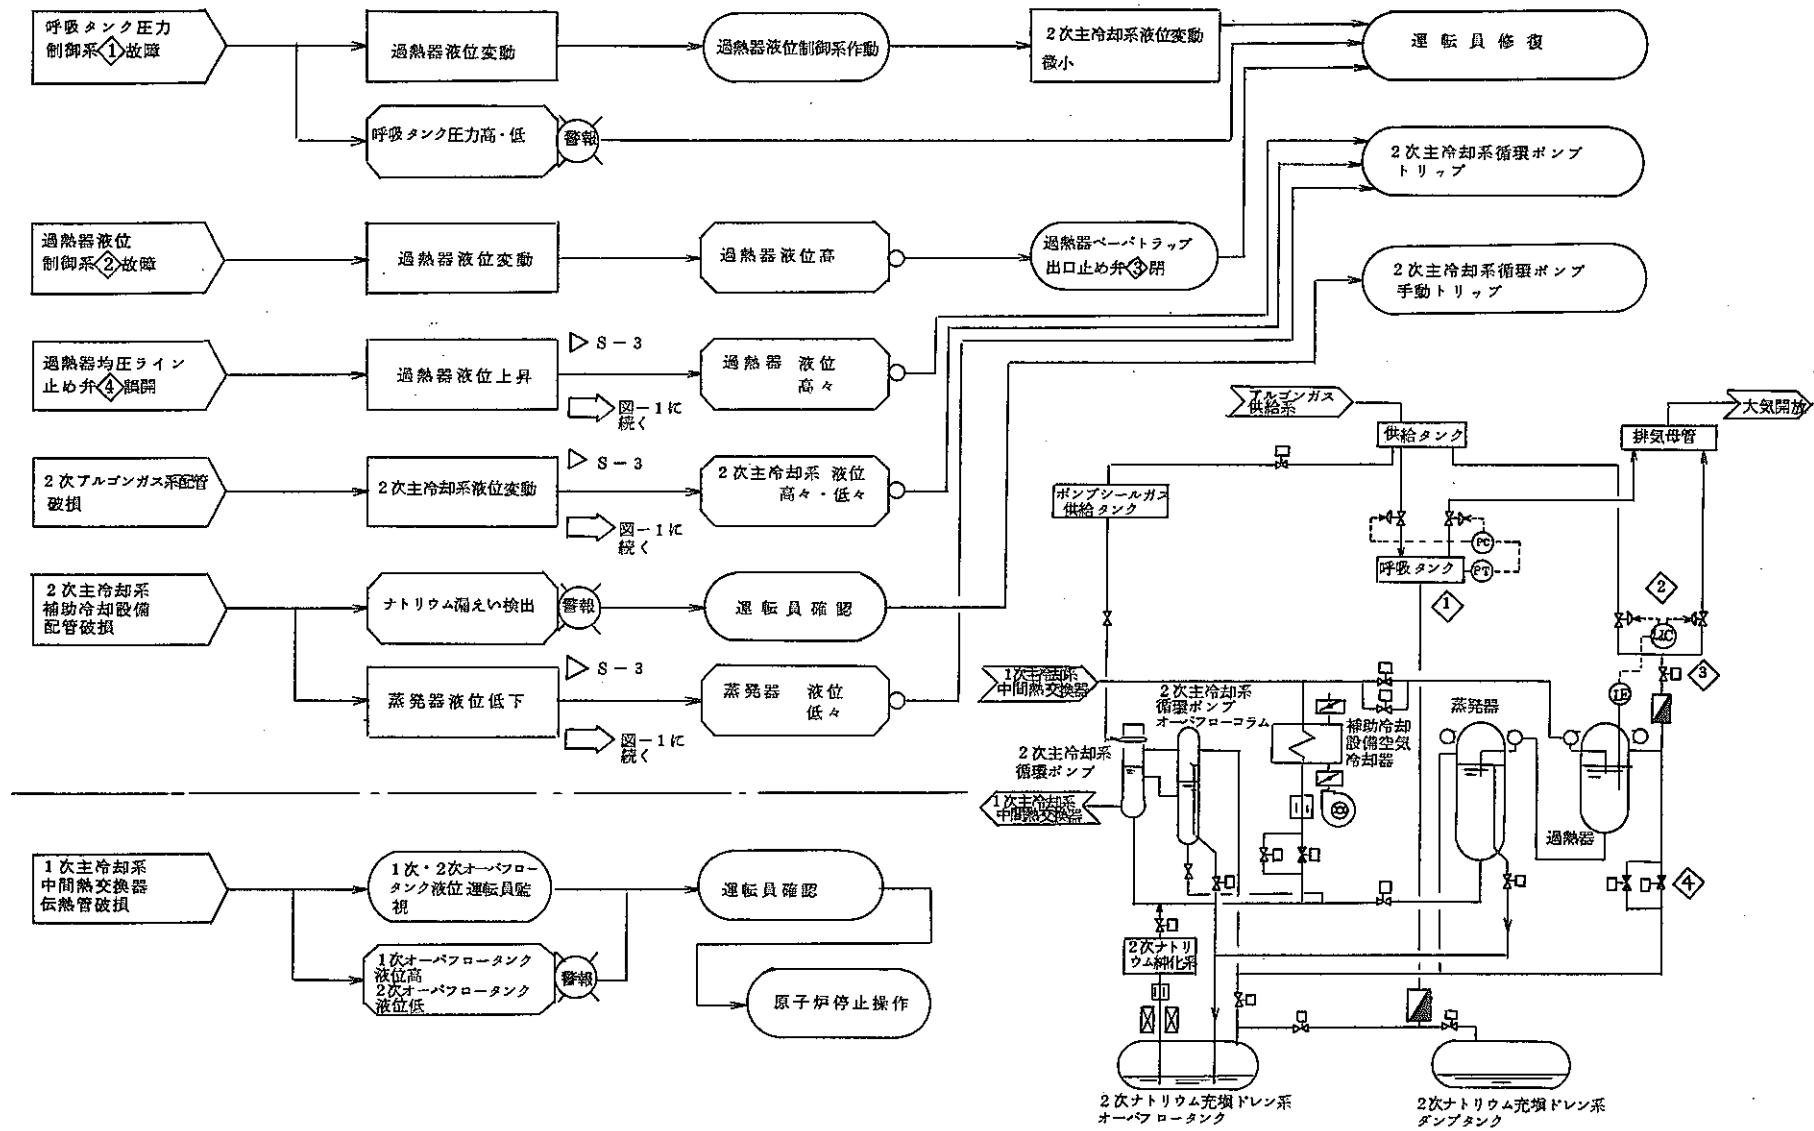 呼吸タンク圧力
制御系①故障
過熱器液位変動
過熱器液位制御系作動
2次主冷却系液位変動
微小
運転員修復
呼吸タンク圧力高・低
警報
2次主冷却系循環ポンプ
トリップ
過熱器液位
制御系②故障
過熱器液位変動
過熱器液位高
過熱器ベーパトラップ
出口止め弁③閉
2次主冷却系循環ポンプ
手動トリップ
過熱器均圧ライン
止め弁④誤開
過熱器液位上昇
S-3
図-1に
続く
過熱器 液位
高々
2次アルゴンガス系配管
破損
2次主冷却系液位変動
S-3
図-1に
続く
2次主冷却系 液位
高々・低々
2次主冷却系
補助冷却設備
配管破損
ナトリウム漏えい検出
警報
運転員確認
蒸発器液位低下
S-3
図-1に
続く
蒸発器 液位
低々
1次主冷却系
中間熱交換器
伝熱管破損
1次・2次オーバフロー
タンク液位運転員監
視
運転員確認
1次オーバフロータンク
液位高
2次オーバフロータンク
液位低
警報
原子炉停止操作
アルゴンガス
供給系
大気開放
供給タンク
排気母管
ポンプシールガス
供給タンク
PC
呼吸タンク
PT
1
2
LIC
3
LE
1次主冷却系
中間熱交換器
2次主冷却系
循環ポンプ
オーバフローコラム
補助冷却
設備空気
冷却器
蒸発器
2次主冷却系
循環ポンプ
1次主冷却系
中間熱交換器
過熱器
4
2次ナトリ
ウム純化系
2次ナトリウム充塡ドレン系
オーバフロータンク
2次ナトリウム充塡ドレン系
ダンプタンク